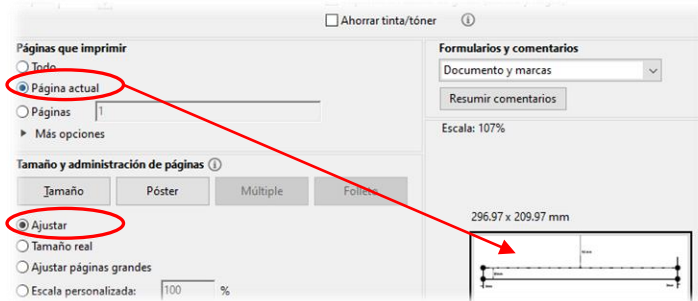 Ahorrar tinta/tóner
Páginas que imprimir
Todo
Página actual
Páginas 1
Más opciones
Tamaño y administración de páginas
Tamaño Póster Múltiple Folleto
Ajustar
Tamaño real
Ajustar páginas grandes
Escala personalizada: 100 %
Formularios y comentarios
Documento y marcas
Resumir comentarios
Escala: 107%
296.97 x 209.97 mm